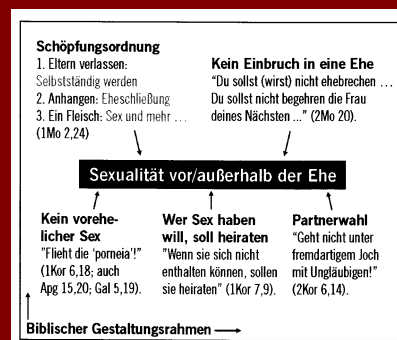 Schöpfungsordnung
1. Eltern verlassen:
Selbstständig werden
2. Anhangen: Eheschließung
3. Ein Fleisch: Sex und mehr ...
(1Mo 2,24)
Kein Einbruch in eine Ehe
“Du sollst (wirst) nicht ehebrechen ...
Du sollst nicht begehren die Frau
deines Nächsten ...” (2Mo 20).
Sexualität vor/außerhalb der Ehe
Kein vorehe-
licher Sex
"Flieht die 'porneia'!"
(1Kor 6,18; auch
Apg 15,20; Gal 5,19).
Wer Sex haben
will, soll heiraten
"Wenn sie sich nicht
enthalten können, sollen
sie heiraten” (1Kor 7,9).
Partnerwahl
"Geht nicht unter
fremdartigem Joch
mit Ungläubigen!"
(2Kor 6,14).
Biblischer Gestaltungsrahmen